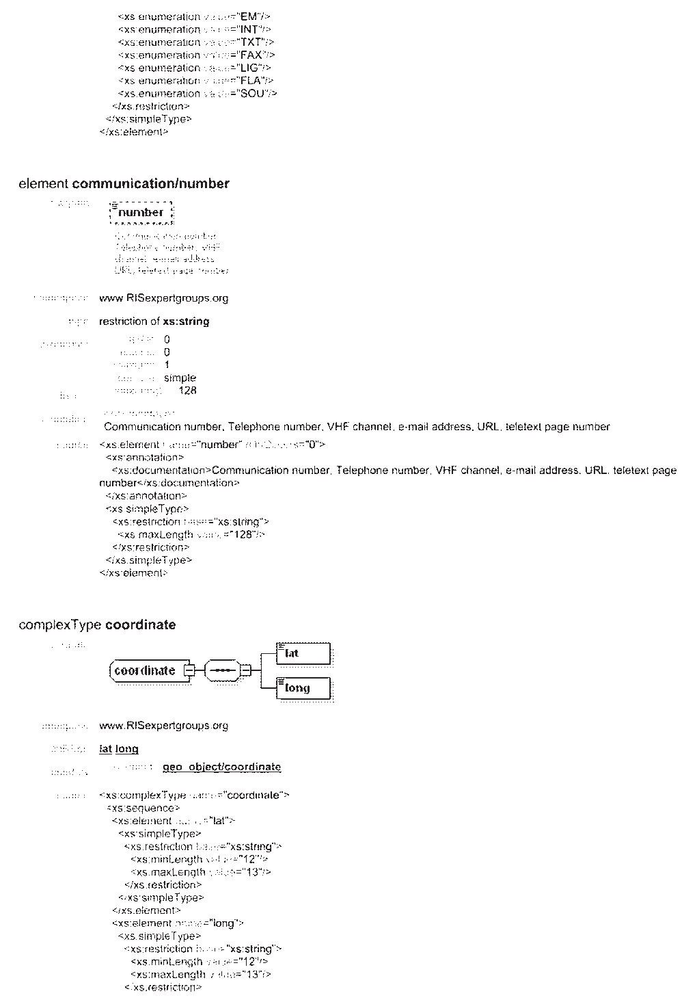 <xs:enumeration value="EM"/>
<xs:enumeration value="INT"/>
<xs:enumeration value="TXT"/>
<xs:enumeration value="FAX"/>
<xs:enumeration value="LIG"/>
<xs:enumeration value="FLA"/>
<xs:enumeration value="SOU"/>
</xs:restriction>
</xs:simpleType>
</xs:element>
element communication/number
diagram
number
Communication number,
Telephone number, VHF
channel, e-mail address,
URL, teletext page number
namespace www.RISexpertgroups.org
type restriction of xs:string
properties
0
0
1
simple
128
annotation documentation
Communication number, Telephone number, VHF channel, e-mail address, URL, teletext page number
source <xs:element name="number" minOccurs="0">
<xs:annotation>
<xs:documentation>Communication number, Telephone number, VHF channel, e-mail address, URL, teletext page
number</xs:documentation>
</xs:annotation>
<xs:simpleType>
<xs:restriction base="xs:string">
<xs:maxLength value="128"/>
</xs:restriction>
</xs:simpleType>
</xs:element>
complexType coordinate
diagram
coordinate
lat
long
namespace www.RISexpertgroups.org
children lat long
used by element geo_object/coordinate
source <xs:complexType name="coordinate">
<xs:sequence>
<xs:element name="lat">
<xs:simpleType>
<xs:restriction base="xs:string">
<xs:minLength value="12"/>
<xs:maxLength value="13"/>
</xs:restriction>
</xs:simpleType>
</xs:element>
<xs:element name="long">
<xs:simpleType>
<xs:restriction base="xs:string">
<xs:minLength value="12"/>
<xs:maxLength value="13"/>
</xs:restriction>